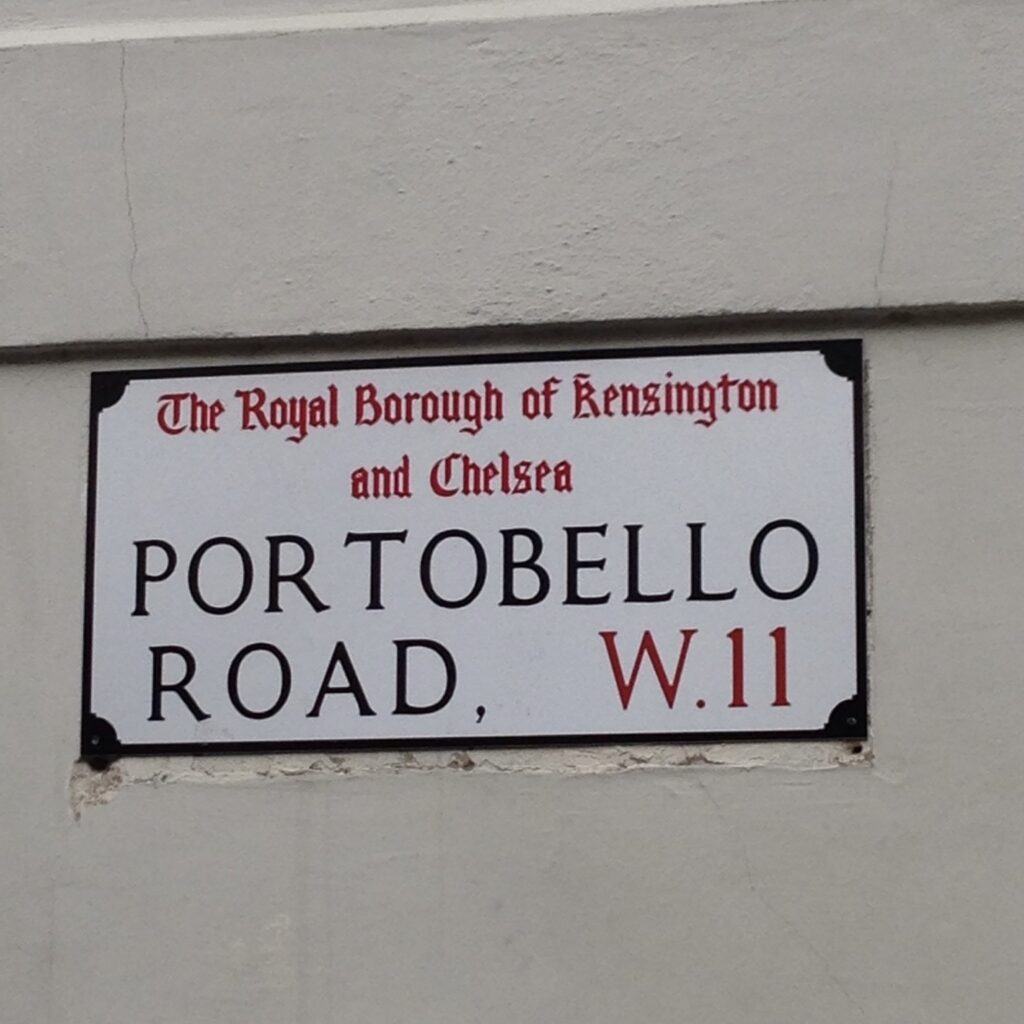 The Royal Borough of Kensington
and Chelsea
PORTOBELLO
ROAD, W.11